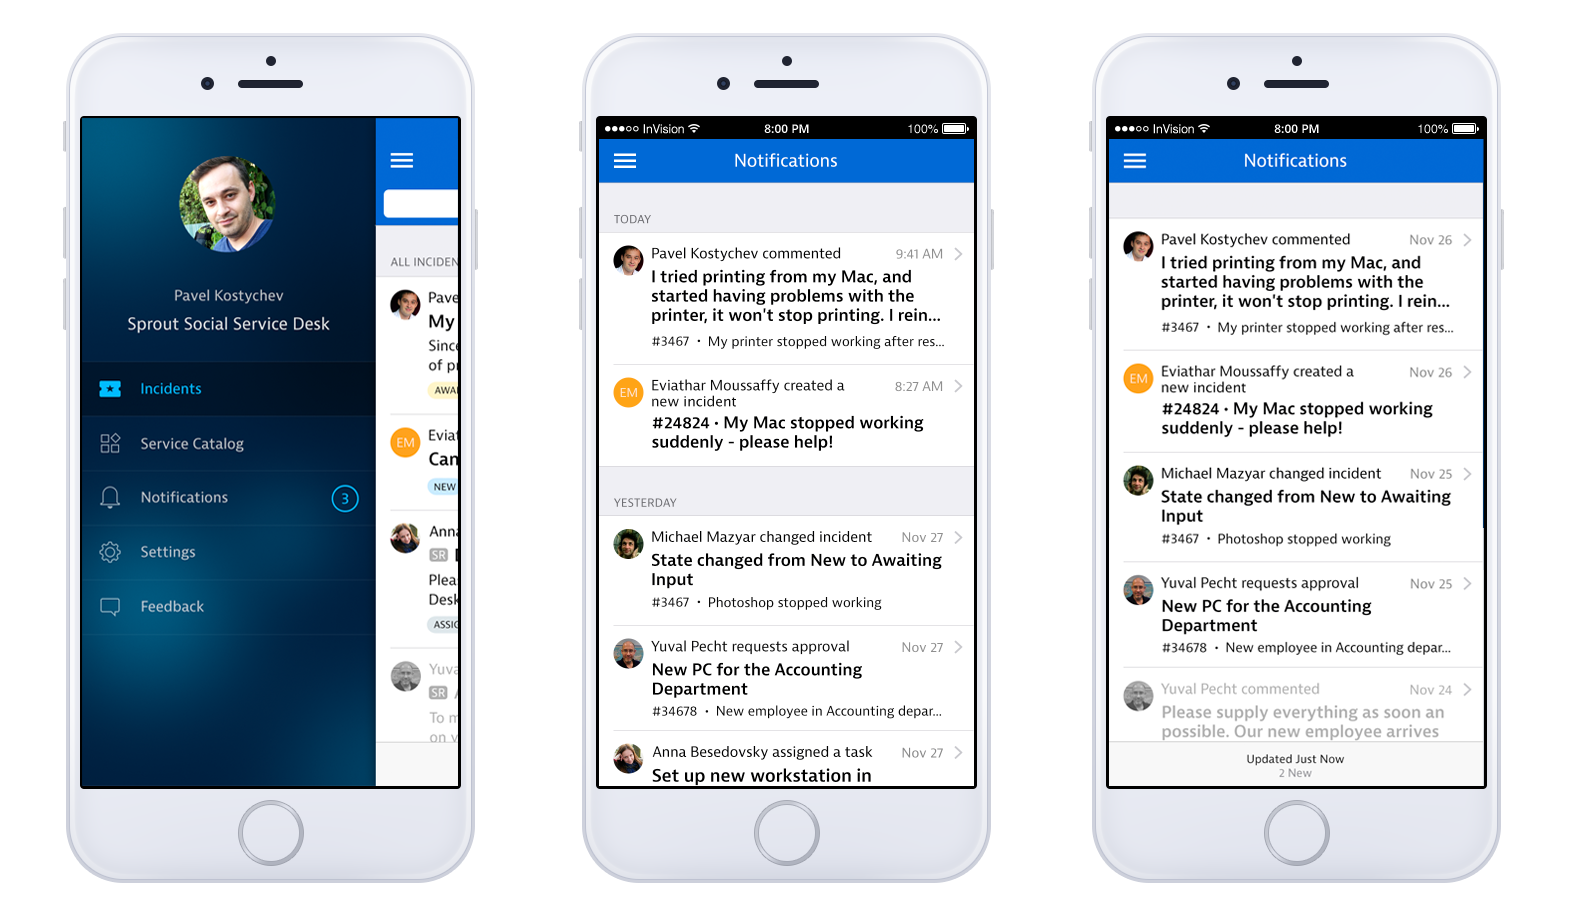 Pavel Kostychev
Sprout Social Service Desk
Incidents
Service Catalog
Notifications
3
Settings
Feedback
ALL INCIDEN
Pave
My
Since
of pr
AWAI
EM
Eviat
Can
NEW
Anna
SR
Plea
Desk
ASSIG
Yuva
SR
To m
on y
InVision
8:00 PM
100%
Notifications
TODAY
Pavel Kostychev commented
9:41 AM
I tried printing from my Mac, and
started having problems with the
printer, it won't stop printing. I rein...
#3467 • My printer stopped working after res...
EM
Eviathar Moussaffy created a
8:27 AM
new incident
#24824 • My Mac stopped working
suddenly - please help!
YESTERDAY
Michael Mazyar changed incident
Nov 27
State changed from New to Awaiting
Input
#3467 • Photoshop stopped working
Yuval Pecht requests approval
Nov 27
New PC for the Accounting
Department
#34678 • New employee in Accounting depar...
Anna Besedovsky assigned a task
Nov 27
Set up new workstation in
InVision
8:00 PM
100%
Notifications
Pavel Kostychev commented
Nov 26
I tried printing from my Mac, and
started having problems with the
printer, it won't stop printing. I rein...
#3467 • My printer stopped working after res...
EM
Eviathar Moussaffy created a
Nov 26
new incident
#24824 • My Mac stopped working
suddenly - please help!
Michael Mazyar changed incident
Nov 25
State changed from New to Awaiting
Input
#3467 • Photoshop stopped working
Yuval Pecht requests approval
Nov 25
New PC for the Accounting
Department
#34678 • New employee in Accounting depar...
Yuval Pecht commented
Nov 24
Please supply everything as soon an
possible. Our new employee arrives
Updated Just Now
2 New